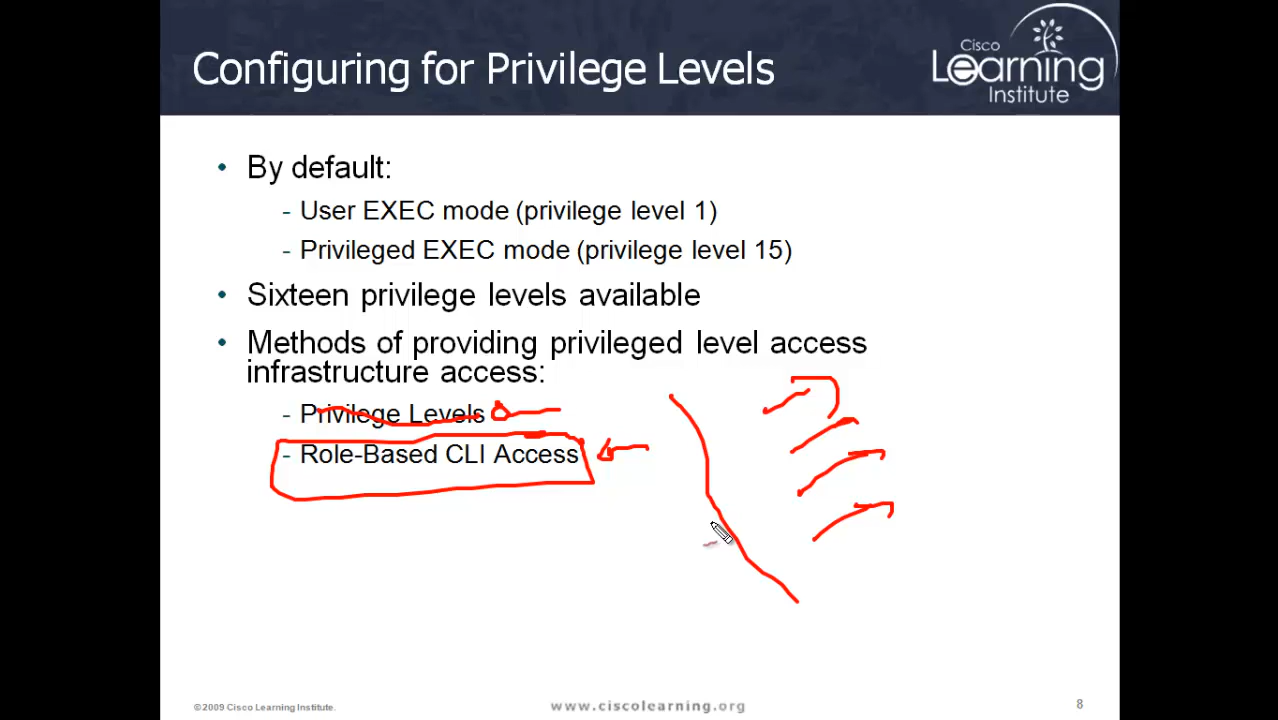 Configuring for Privilege Levels
Cisco
Learning
Institute
• By default:
- User EXEC mode (privilege level 1)
- Privileged EXEC mode (privilege level 15)
• Sixteen privilege levels available
• Methods of providing privileged level access
infrastructure access:
- Privilege Levels
- Role-Based CLI Access
©2009 Cisco Learning Institute.
www.ciscolearning.org
8